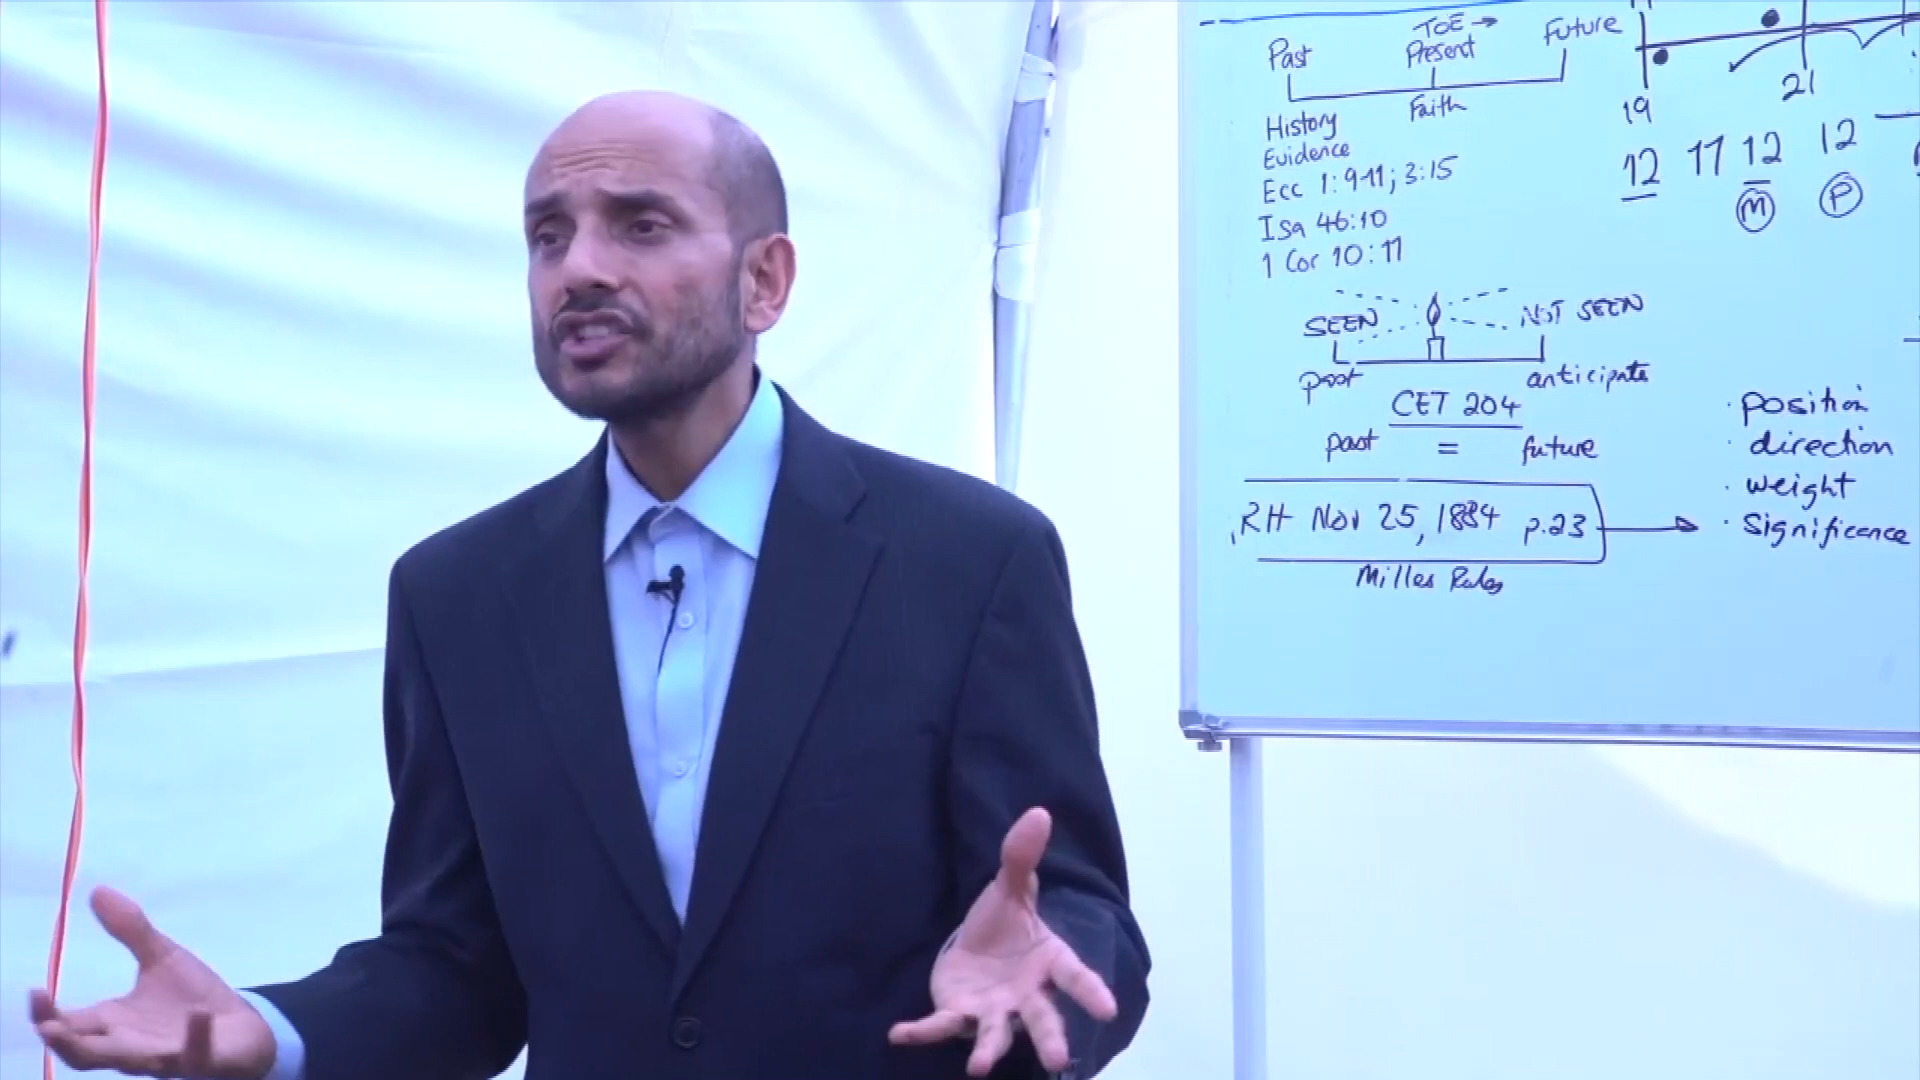 Past TOE → Present Future
Faith
History
Evidence
Ecc 1:9-11; 3:15
Isa 46:10
1 Cor 10:11
SEEN NOT SEEN
past anticipate
CET 204
past = future
RH Nov 25, 1884 p.23
Miller Rules
· position
· direction
· weight
· significance
19 21
12 11 12 12
M P